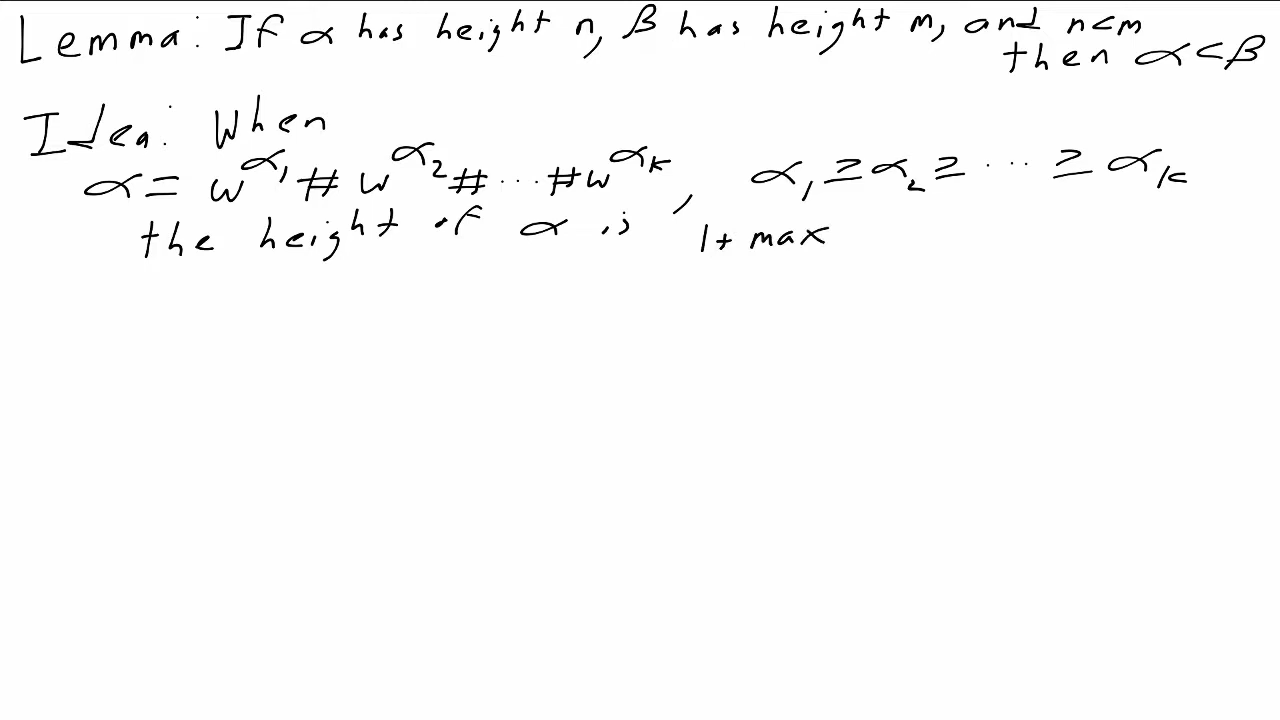 Lemma: If α has height n, β has height m, and n<m
then α<β
Idea: When
α = ω^α₁ # ω^α₂ # ... # ω^αₖ, α₁ ≥ α₂ ≥ ... ≥ αₖ
the height of α is 1+ max